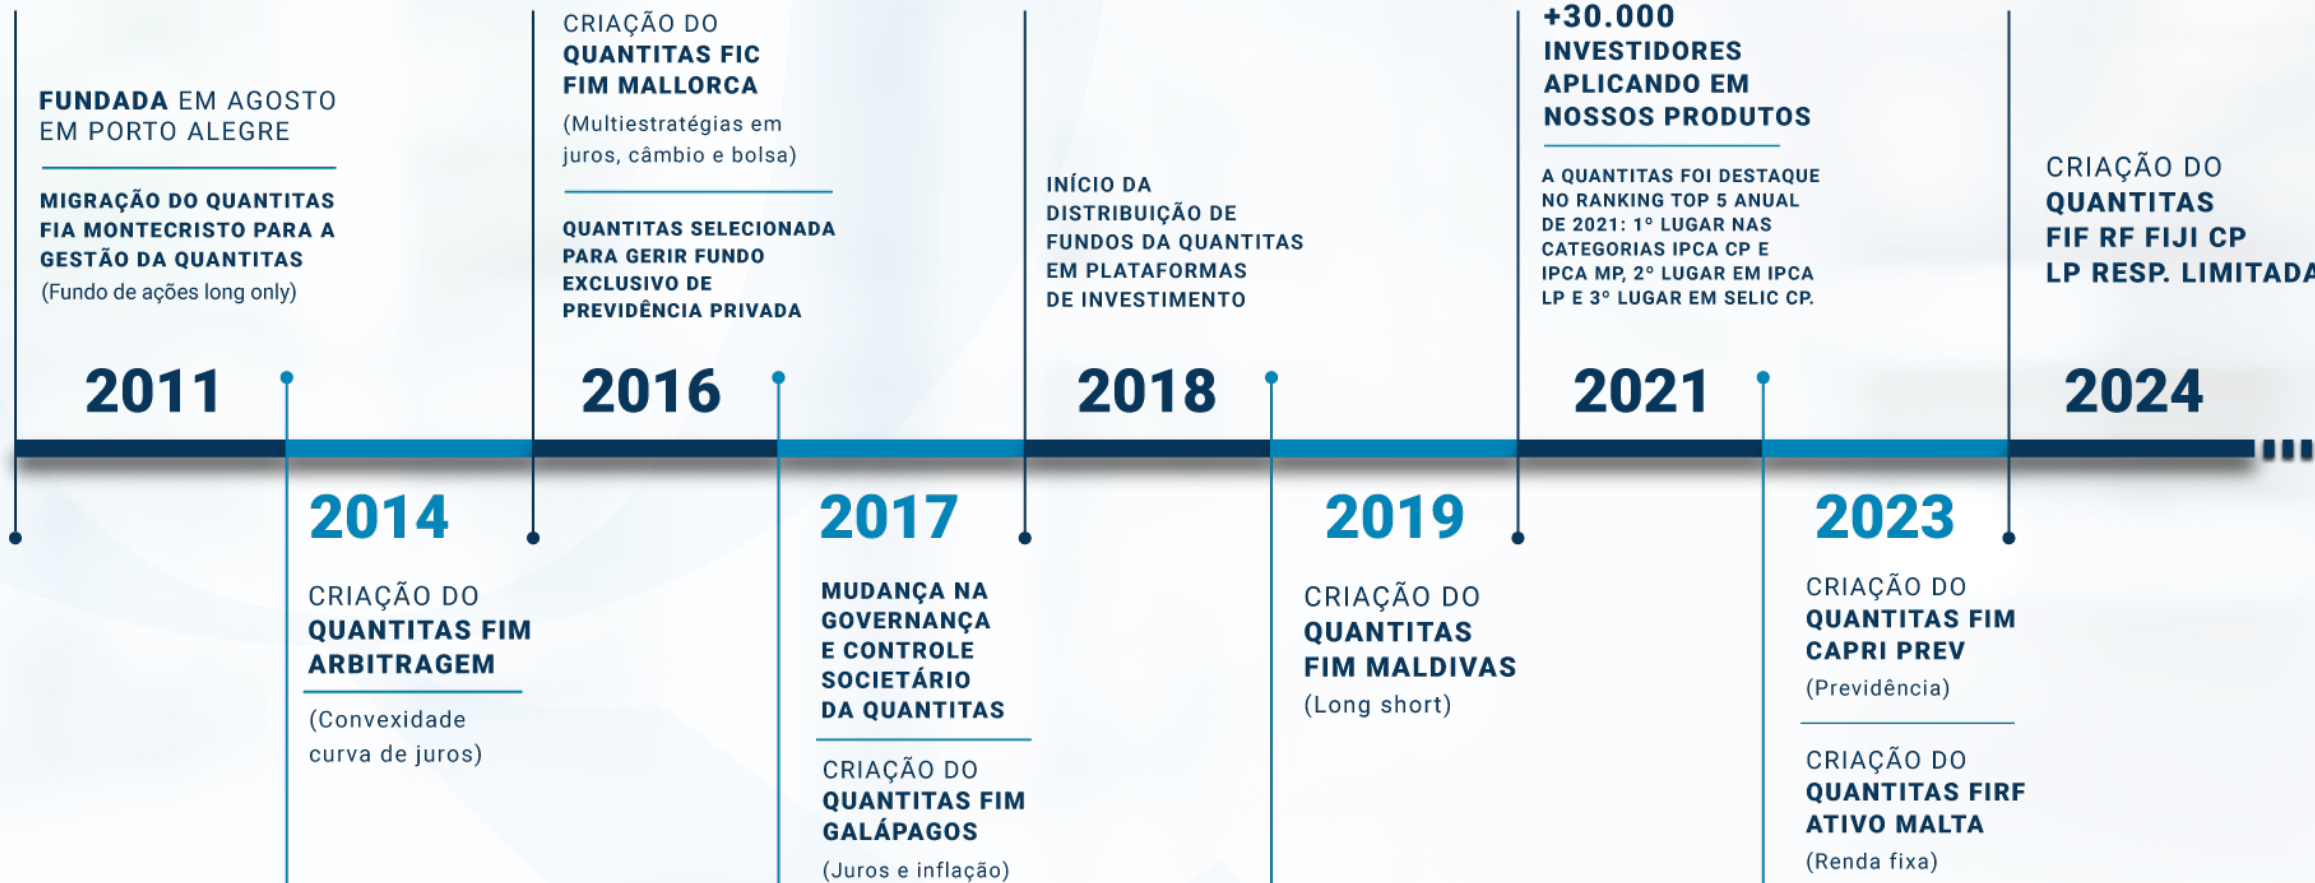 FUNDADA EM AGOSTO
EM PORTO ALEGRE
MIGRAÇÃO DO QUANTITAS
FIA MONTECRISTO PARA A
GESTÃO DA QUANTITAS
(Fundo de ações long only)
2011
2014
CRIAÇÃO DO
QUANTITAS FIM
ARBITRAGEM
(Convexidade
curva de juros)
CRIAÇÃO DO
QUANTITAS FIC
FIM MALLORCA
(Multiestratégias em
juros, câmbio e bolsa)
QUANTITAS SELECIONADA
PARA GERIR FUNDO
EXCLUSIVO DE
PREVIDÊNCIA PRIVADA
2016
2017
MUDANÇA NA
GOVERNANÇA
E CONTROLE
SOCIETÁRIO
DA QUANTITAS
CRIAÇÃO DO
QUANTITAS FIM
GALÁPAGOS
(Juros e inflação)
INÍCIO DA
DISTRIBUIÇÃO DE
FUNDOS DA QUANTITAS
EM PLATAFORMAS
DE INVESTIMENTO
2018
2019
CRIAÇÃO DO
QUANTITAS
FIM MALDIVAS
(Long short)
+30.000
INVESTIDORES
APLICANDO EM
NOSSOS PRODUTOS
A QUANTITAS FOI DESTAQUE
NO RANKING TOP 5 ANUAL
DE 2021: 1º LUGAR NAS
CATEGORIAS IPCA CP E
IPCA MP, 2º LUGAR EM IPCA
LP E 3º LUGAR EM SELIC CP.
2021
2023
CRIAÇÃO DO
QUANTITAS FIM
CAPRI PREV
(Previdência)
CRIAÇÃO DO
QUANTITAS FIRF
ATIVO MALTA
(Renda fixa)
CRIAÇÃO DO
QUANTITAS
FIF RF FIJI CP
LP RESP. LIMITADA
2024